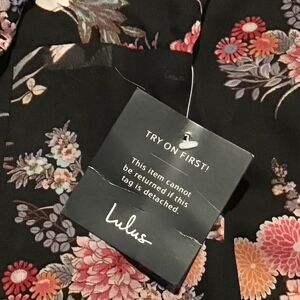 TRY ON FIRST!
This item cannot
be returned if this
tag is detached.
Lulus